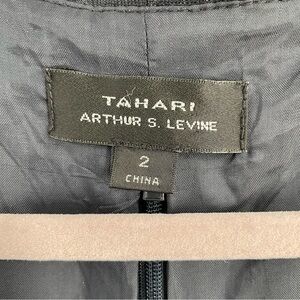 TAHARI
ARTHUR S. LEVINE
2
CHINA